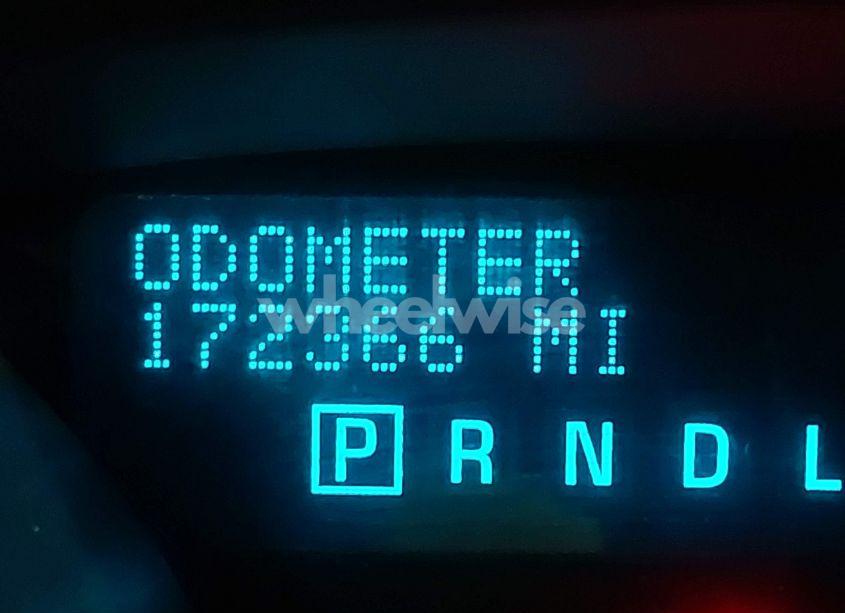 ODOMETER
wheelwise
172366 MI
P R N D L